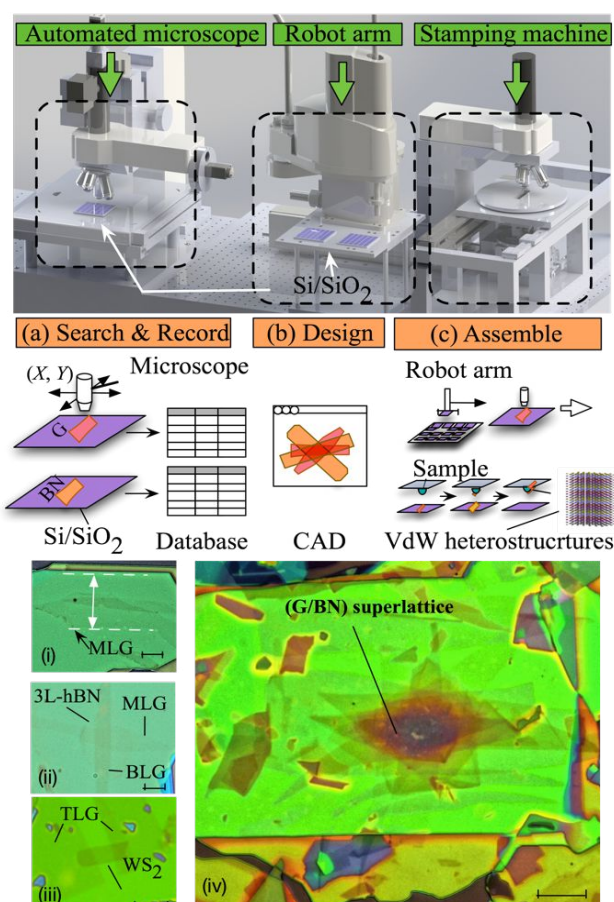 Automated microscope
Robot arm
Stamping machine
Si/SiO2
(a) Search & Record
(b) Design
(c) Assemble
Microscope
(X, Y)
G
BN
Si/SiO2
Database
CAD
Robot arm
Sample
VdW heterostrucrtures
MLG
(i)
3L-hBN
MLG
BLG
(ii)
TLG
WS2
(iii)
(G/BN) superlattice
(iv)